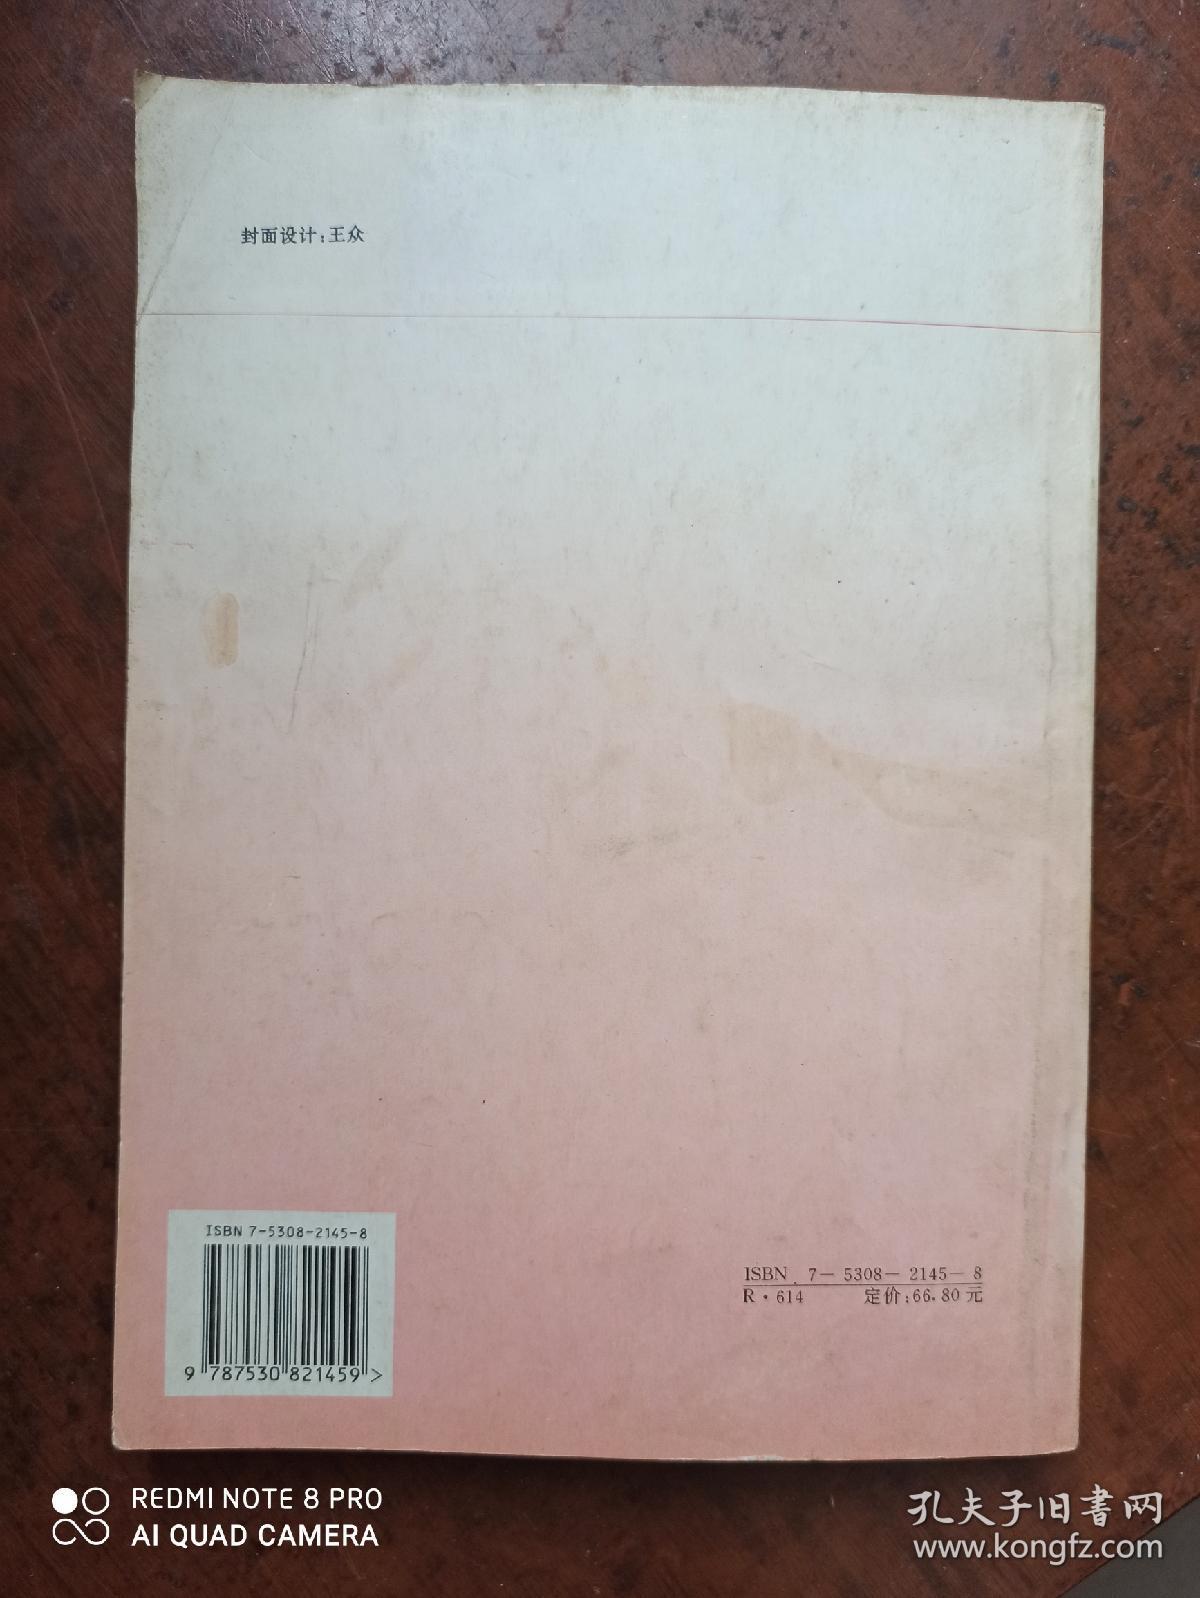 封面设计:王众
ISBN 7-5308-2145-8
9 787530 821459 >
ISBN 7-5308-2145-8
R·614 定价:66.80元
REDMI NOTE 8 PRO
AI QUAD CAMERA
孔夫子旧书网
www.kongfz.com